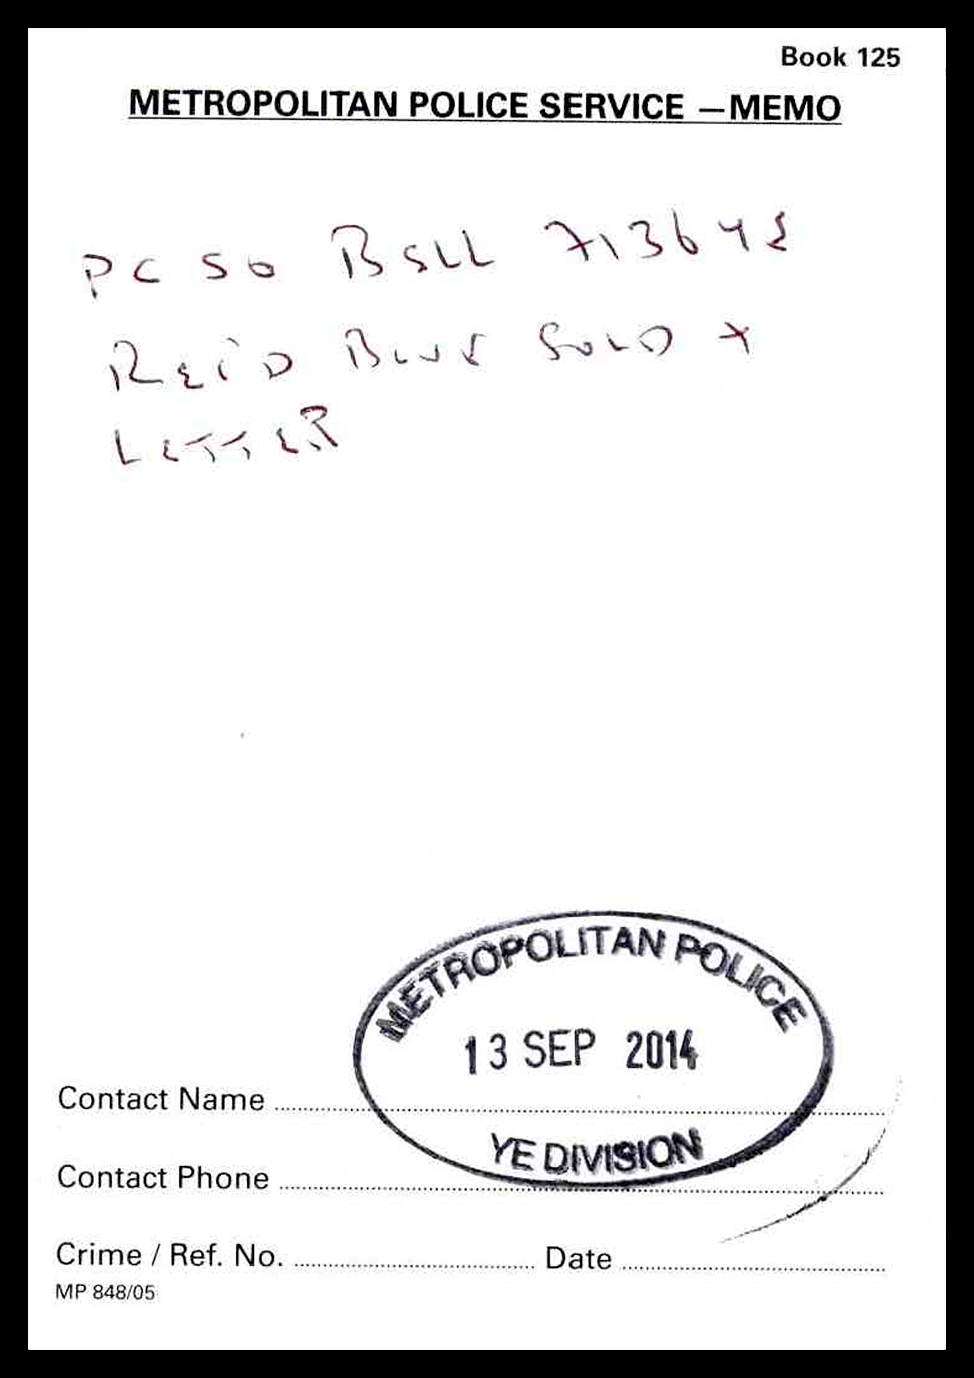 Book 125
METROPOLITAN POLICE SERVICE — MEMO
PCSO BELL 7136YE
REC'D BLUE FOLD +
LETTER
METROPOLITAN POLICE
13 SEP 2014
YE DIVISION
Contact Name
Contact Phone
Crime / Ref. No. Date
MP 848/05